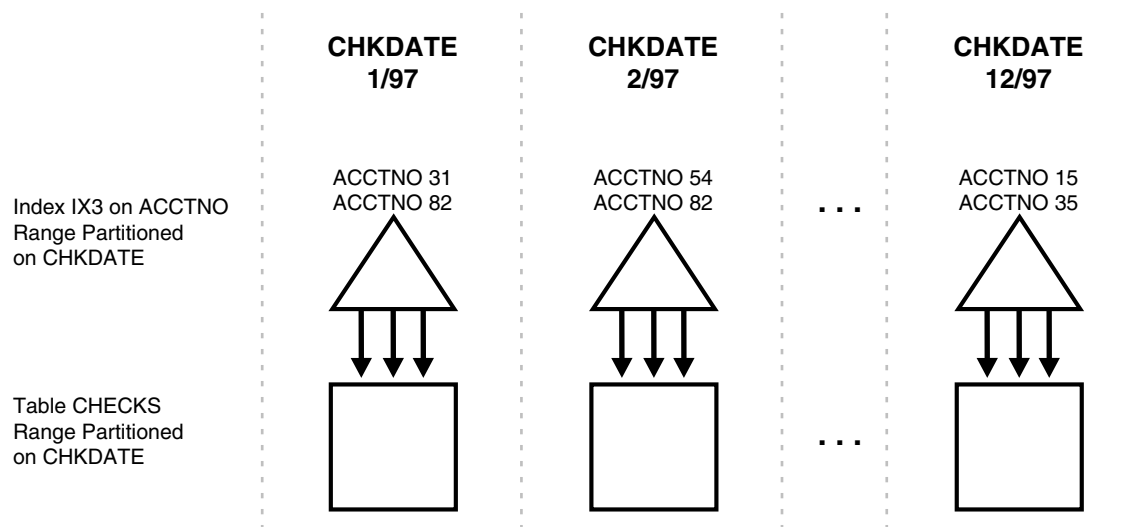 CHKDATE
1/97
CHKDATE
2/97
CHKDATE
12/97
Index IX3 on ACCTNO
Range Partitioned
on CHKDATE
ACCTNO 31
ACCTNO 82
ACCTNO 54
ACCTNO 82
. . .
ACCTNO 15
ACCTNO 35
Table CHECKS
Range Partitioned
on CHKDATE
. . .